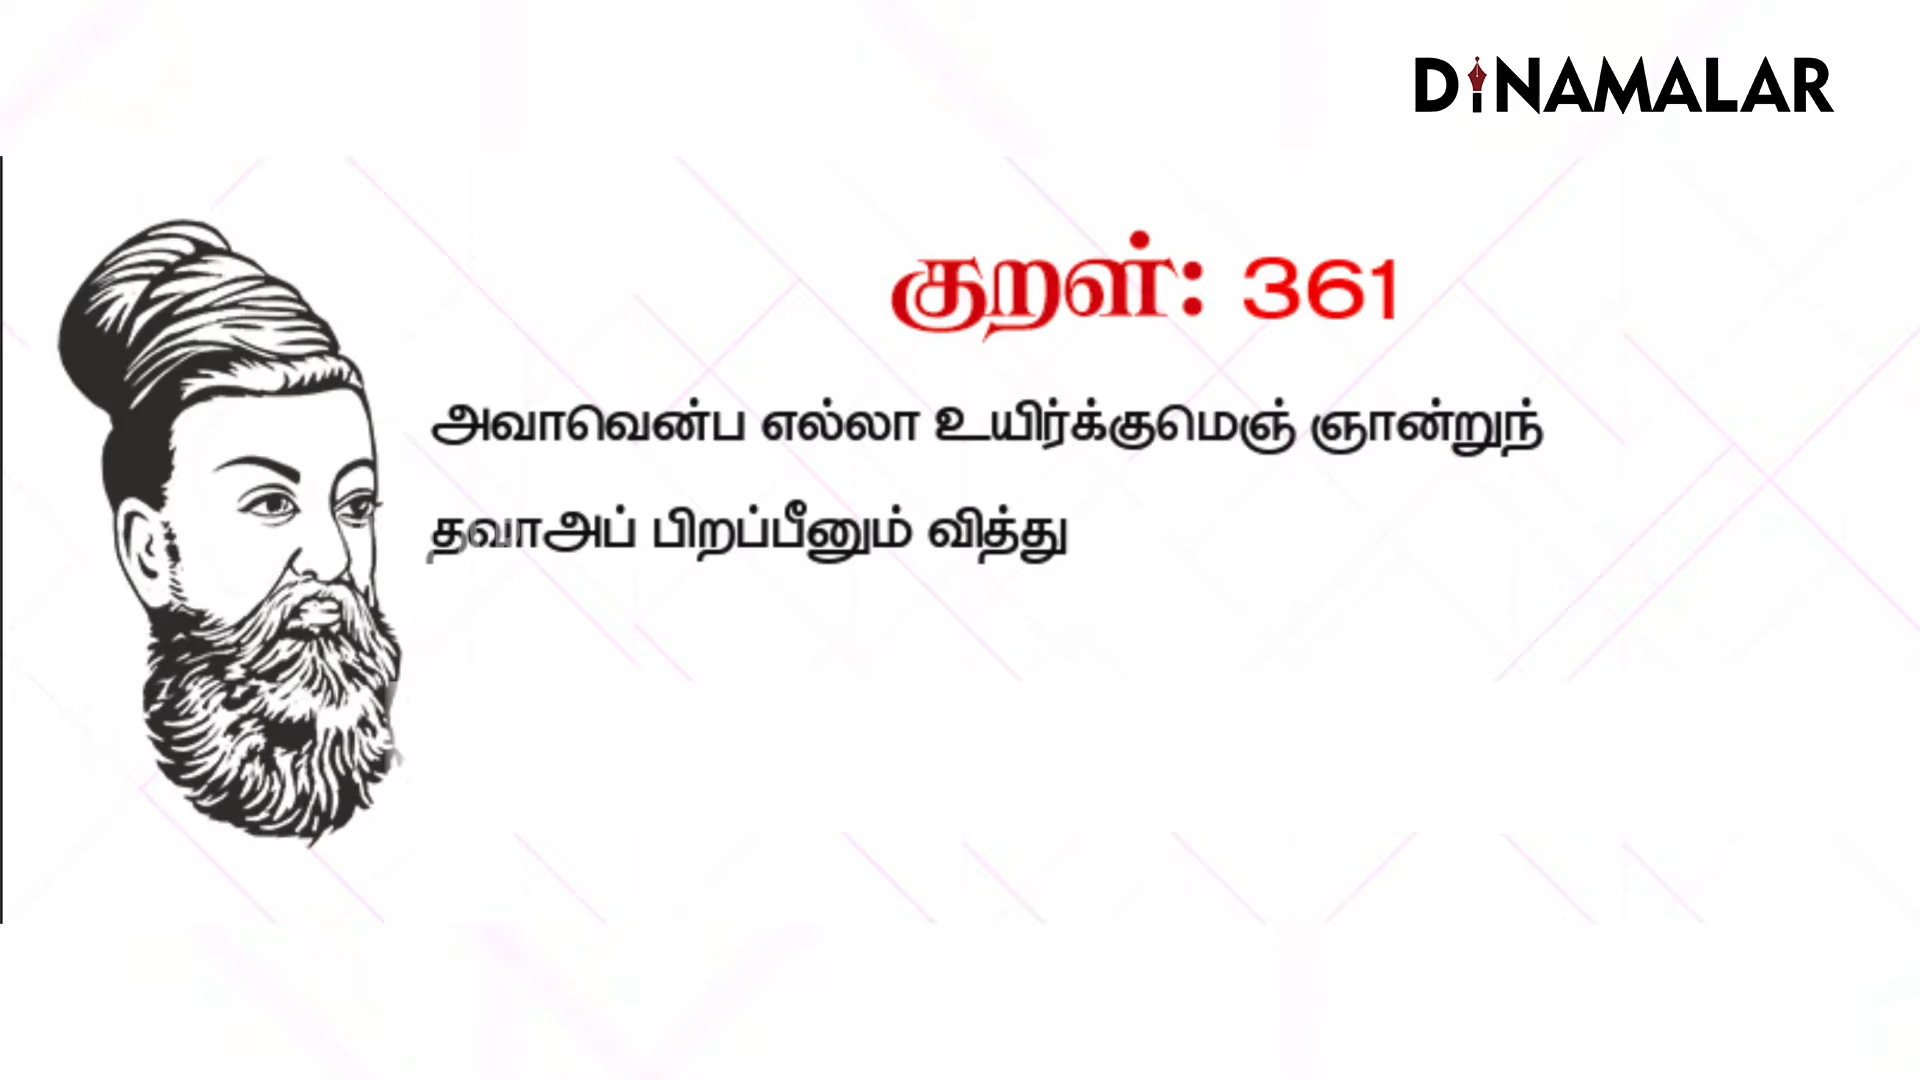 DINAMALAR
குறள்: 361
அவாவென்ப எல்லா உயிர்க்குமெஞ் ஞான்றுந்
தவாஅப் பிறப்பீனும் வித்து